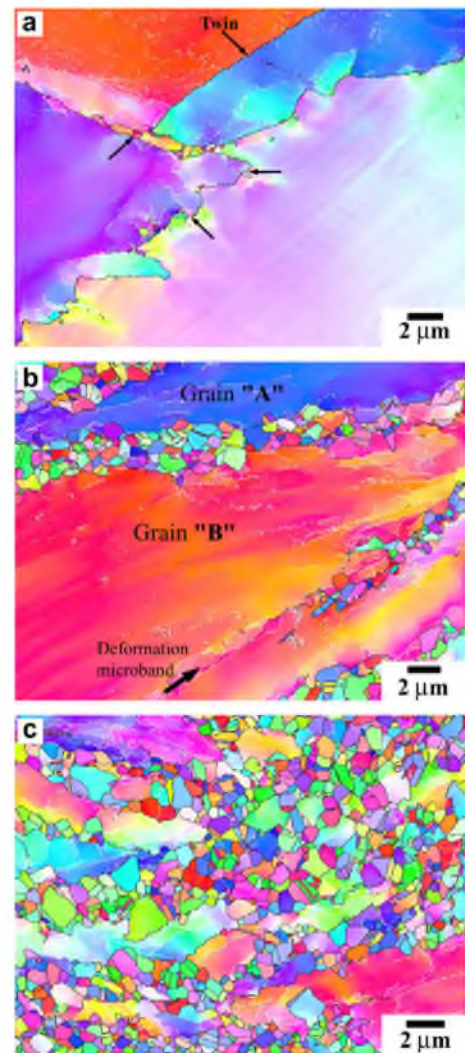 a
Twin
2 μm
b
Grain "A"
Grain "B"
Deformation
microband
2 μm
c
2 μm